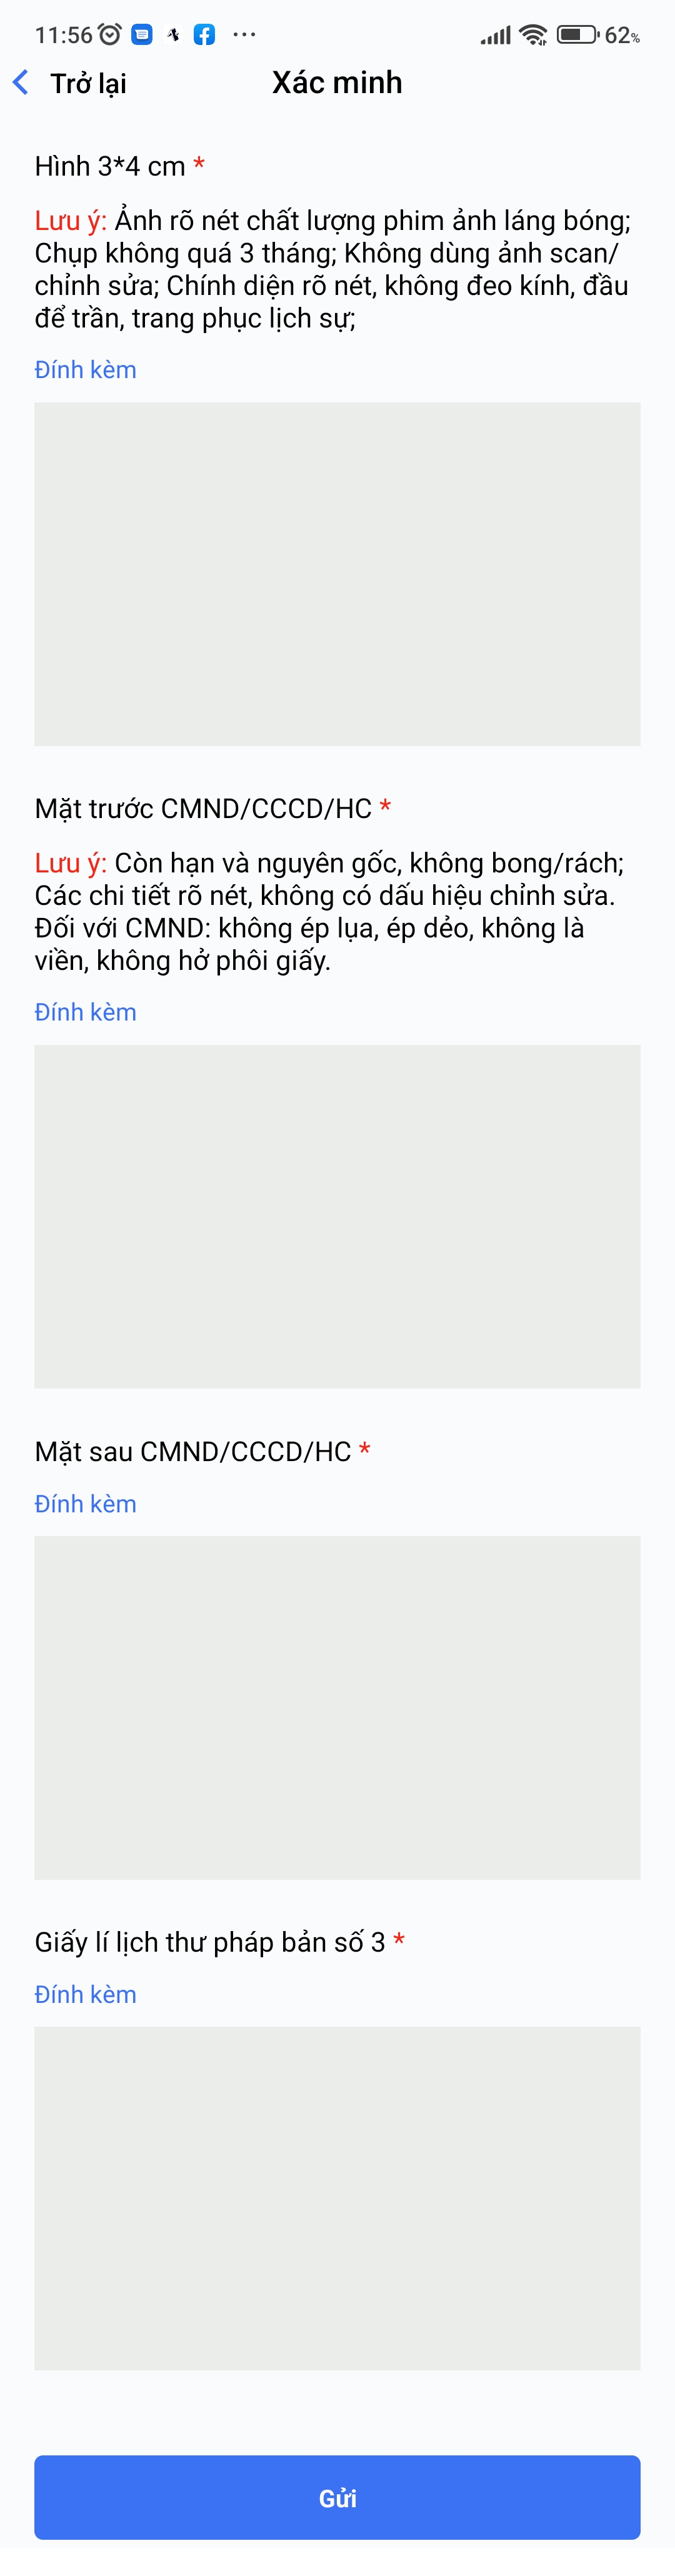 11:56 62%
Trở lại Xác minh
Hình 3*4 cm *
Lưu ý: Ảnh rõ nét chất lượng phim ảnh láng bóng;
Chụp không quá 3 tháng; Không dùng ảnh scan/
chỉnh sửa; Chính diện rõ nét, không đeo kính, đầu
để trần, trang phục lịch sự;
Đính kèm
Mặt trước CMND/CCCD/HC *
Lưu ý: Còn hạn và nguyên gốc, không bong/rách;
Các chi tiết rõ nét, không có dấu hiệu chỉnh sửa.
Đối với CMND: không ép lụa, ép dẻo, không là
viền, không hở phôi giấy.
Đính kèm
Mặt sau CMND/CCCD/HC *
Đính kèm
Giấy lí lịch thư pháp bản số 3 *
Đính kèm
Gửi